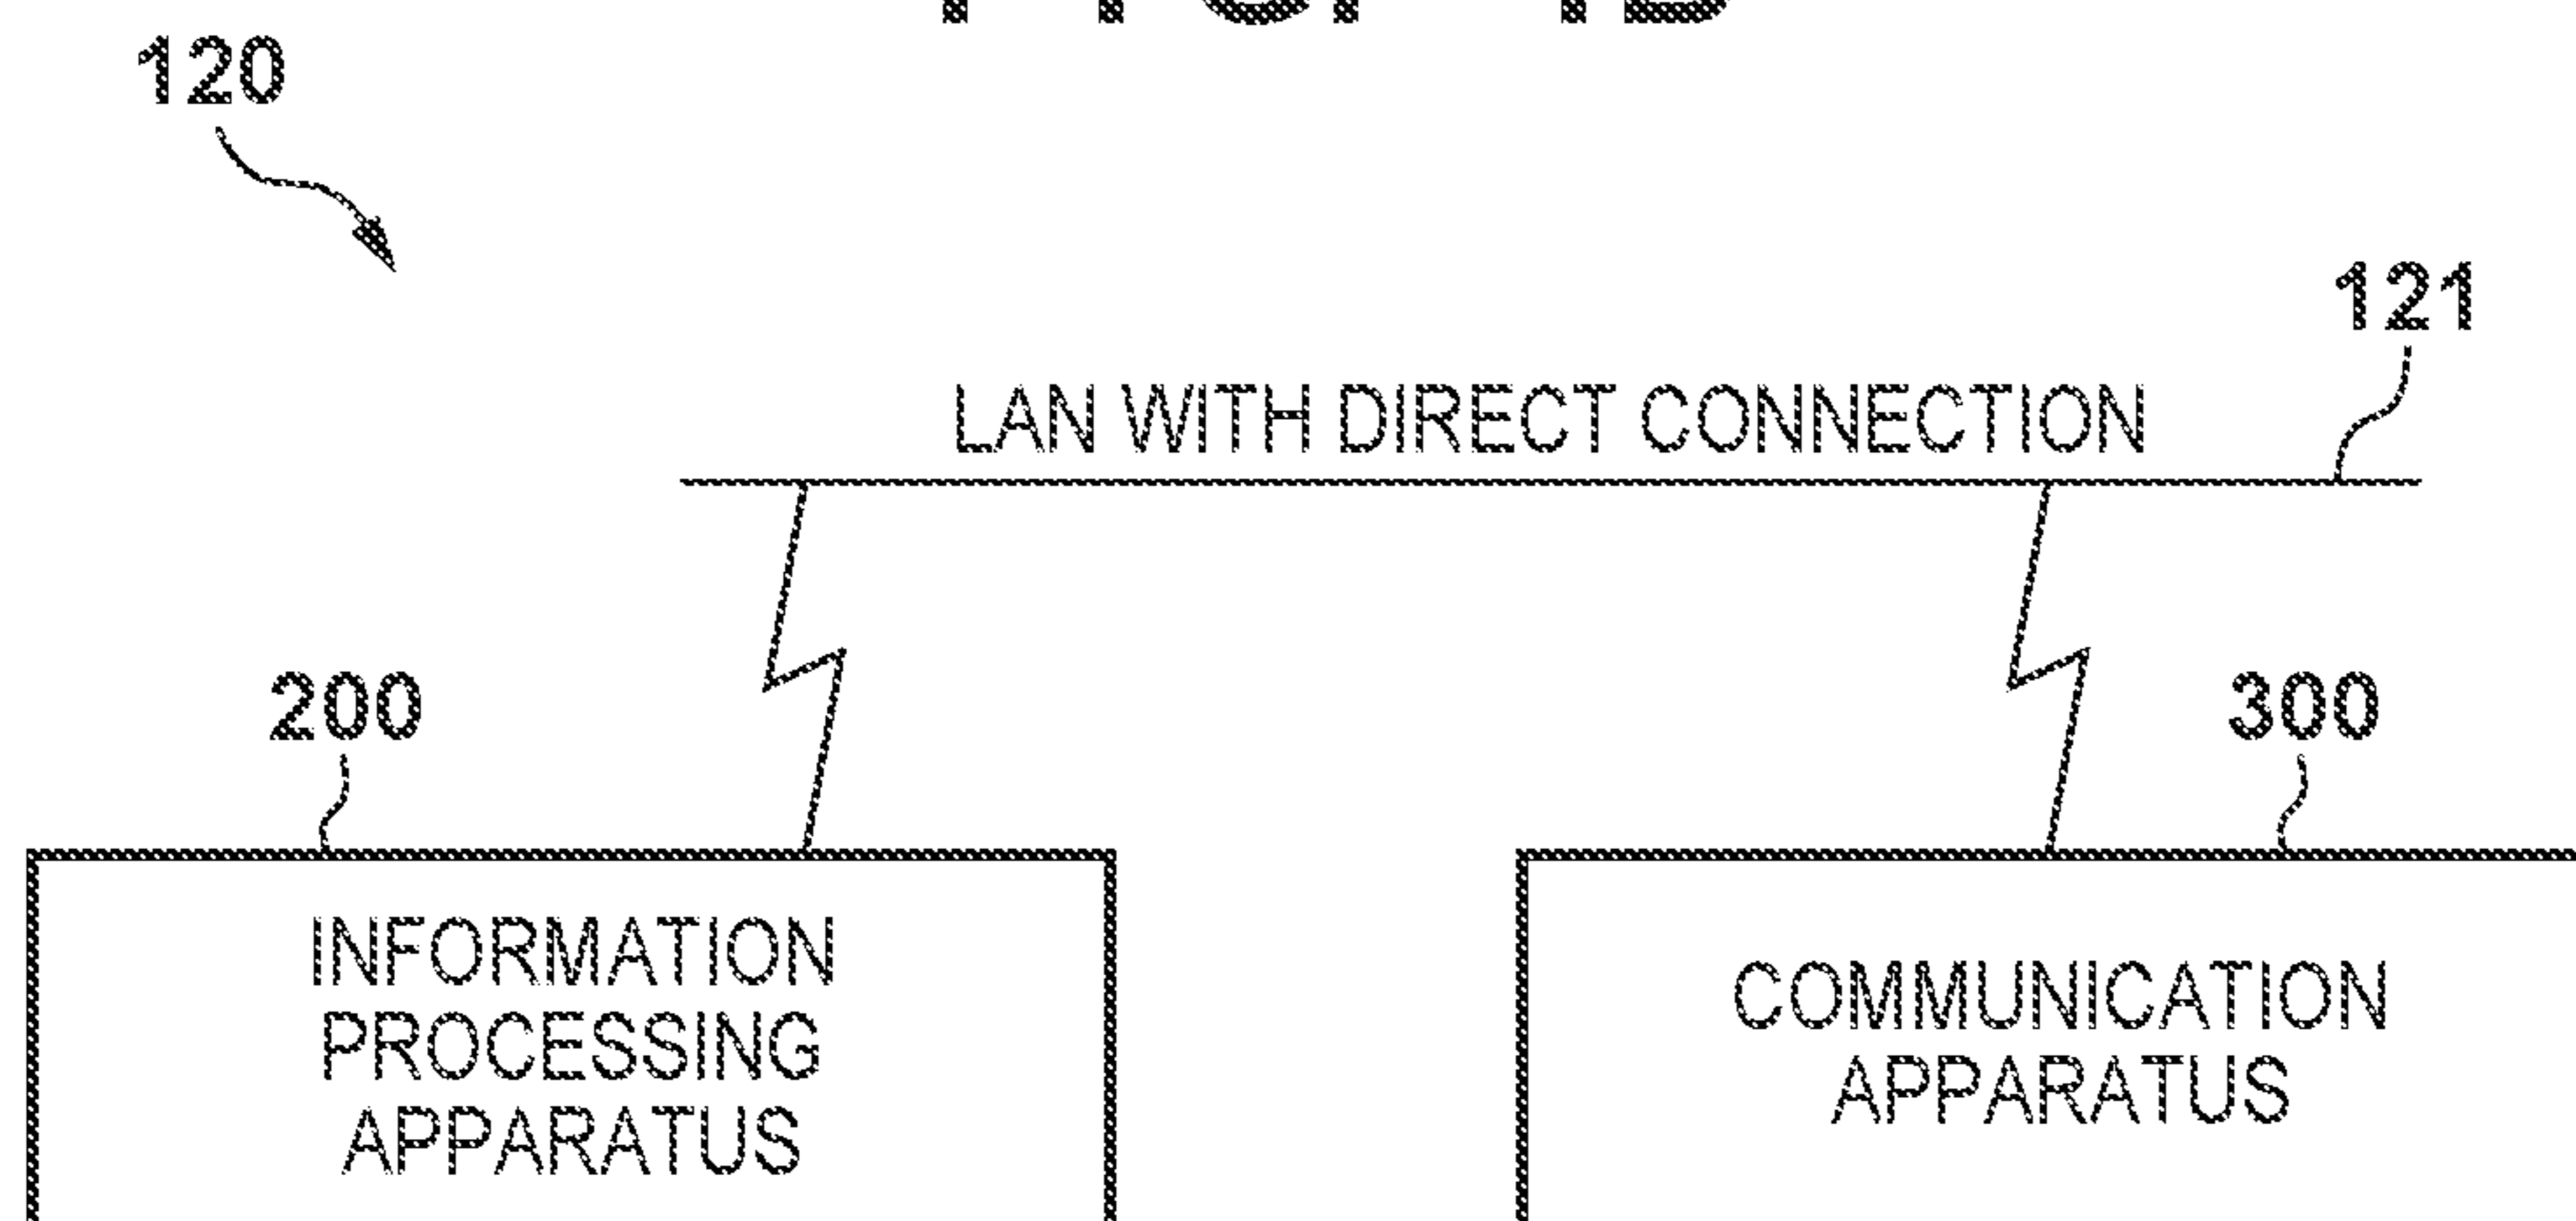 120
121
LAN WITH DIRECT CONNECTION
200
300
INFORMATION
PROCESSING
APPARATUS
COMMUNICATION
APPARATUS